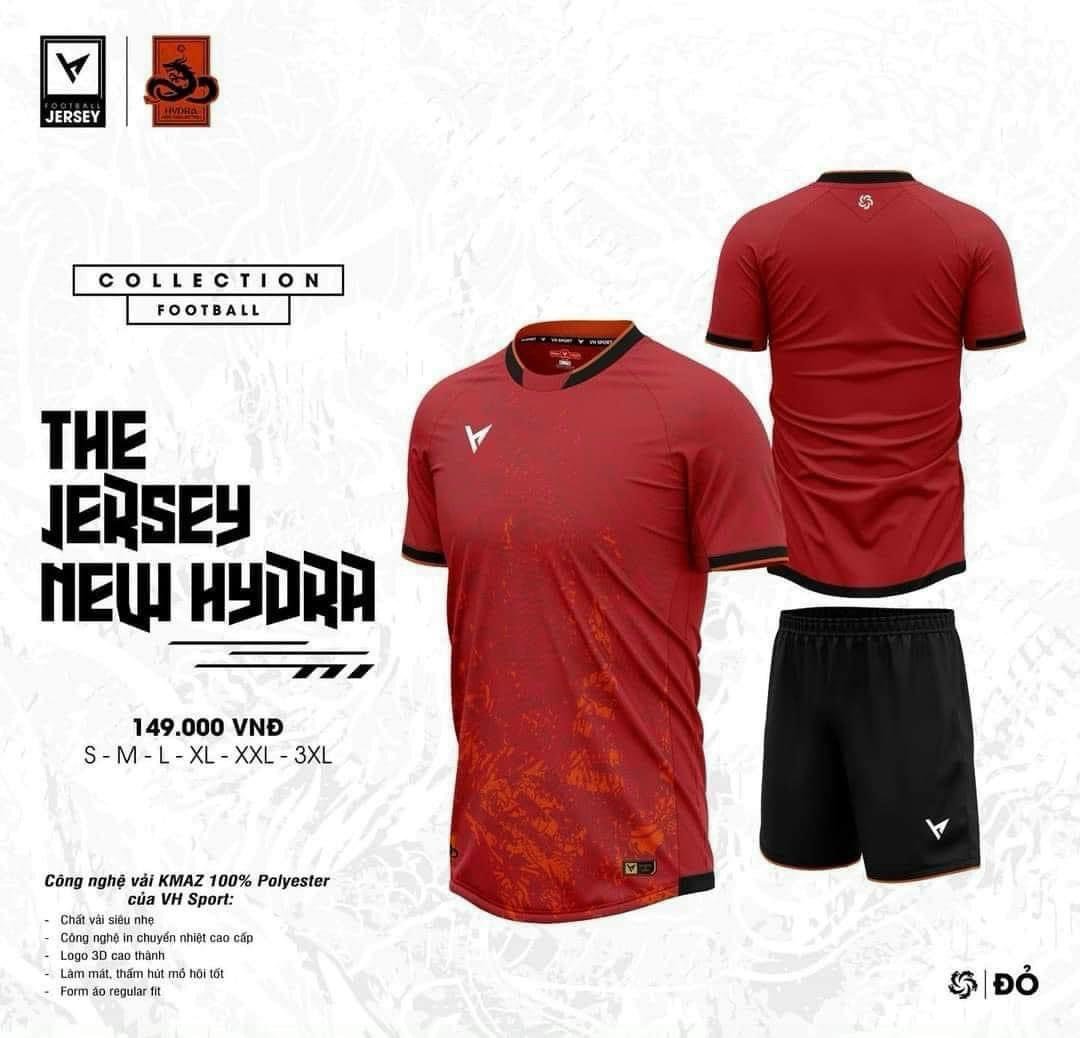 FOOTBALL
JERSEY
HYDRA
COLLECTION
FOOTBALL
THE
JERSEY
NEW HYDRA
149.000 VNĐ
S - M - L - XL - XXL - 3XL
VH SPORT
VH SPORT
Công nghệ vải KMAZ 100% Polyester
của VH Sport:
- Chất vải siêu nhẹ
- Công nghệ in chuyển nhiệt cao cấp
- Logo 3D cao thành
- Làm mát, thấm hút mồ hôi tốt
- Form áo regular fit
ĐỎ